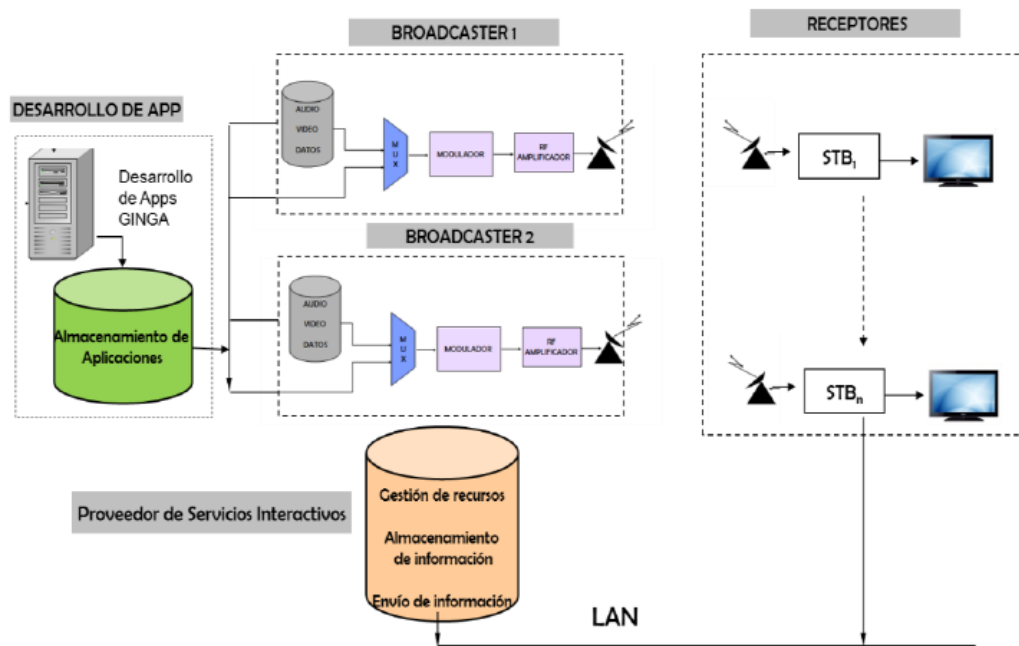 BROADCASTER 1
RECEPTORES
DESARROLLO DE APP
Desarrollo
de Apps
GINGA
Almacenamiento de
Aplicaciones
AUDIO
VIDEO
DATOS
MUX
MODULADOR
RF
AMPLIFICADOR
BROADCASTER 2
AUDIO
VIDEO
DATOS
MUX
MODULADOR
RF
AMPLIFICADOR
STB1
STBn
Proveedor de Servicios Interactivos
Gestión de recursos
Almacenamiento
de información
Envío de información
LAN